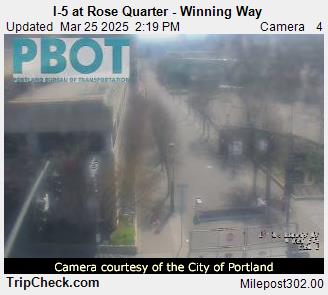 I-5 at Rose Quarter - Winning Way
Updated Mar 25 2025 2:19 PM Camera 4
PBOT
PORTLAND BUREAU OF TRANSPORTATION
Camera courtesy of the City of Portland
TripCheck.com Milepost302.00